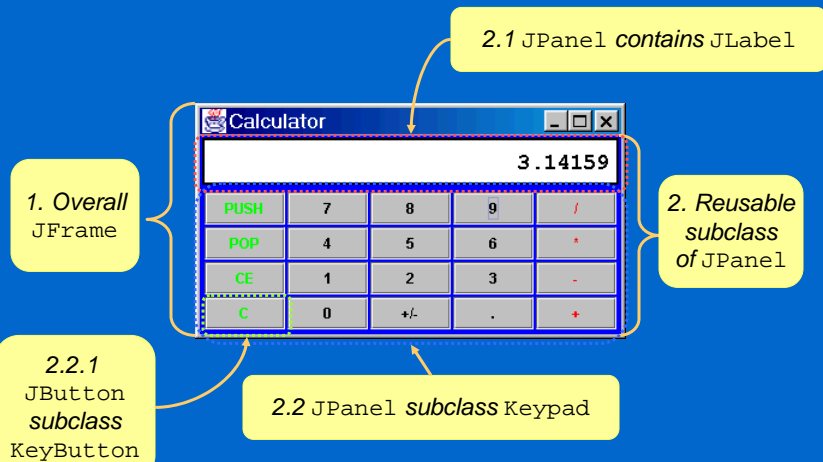 2.1 JPanel contains JLabel
Calculator
3.14159
1. Overall
JFrame
2. Reusable
subclass
of JPanel
PUSH 7 8 9 /
POP 4 5 6 *
CE 1 2 3 -
C 0 +/- . +
2.2.1
JButton
subclass
KeyButton
2.2 JPanel subclass Keypad